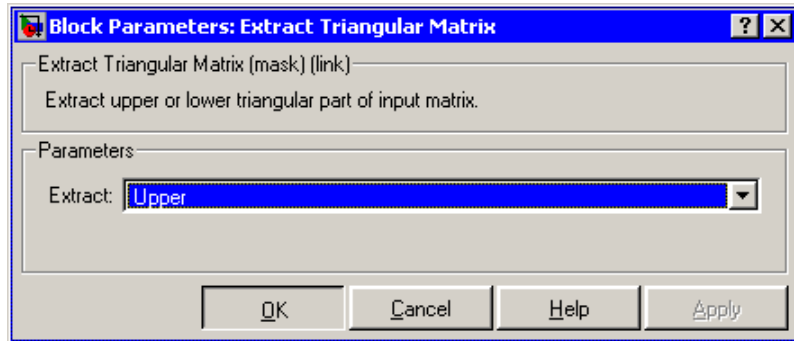 Block Parameters: Extract Triangular Matrix
Extract Triangular Matrix (mask) (link)
Extract upper or lower triangular part of input matrix.
Parameters
Extract: Upper
OK Cancel Help Apply